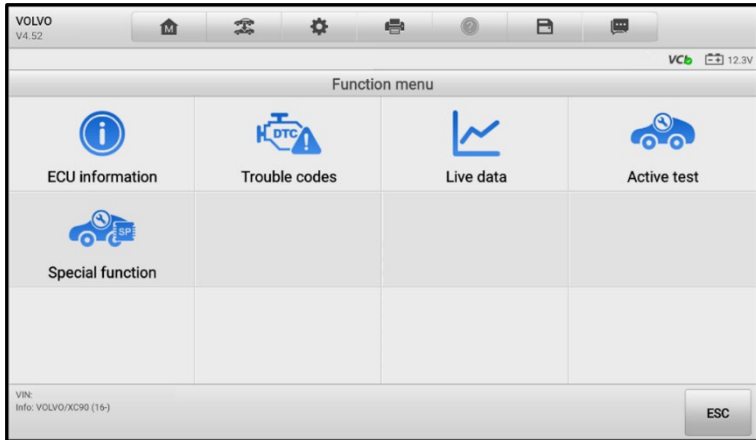 VOLVO
V4.52
M
VCb 12.3V
Function menu
i
DTC
ECU information
Trouble codes
Live data
Active test
SP
Special function
VIN:
Info: VOLVO/XC90 (16-)
ESC